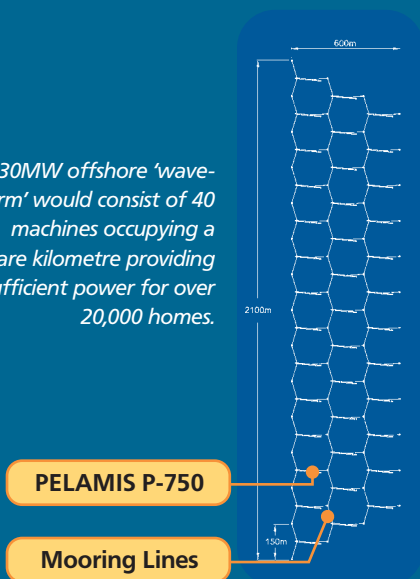 600m
30MW offshore 'wave-
rm' would consist of 40
machines occupying a
are kilometre providing
fficient power for over
20,000 homes.
2100m
PELAMIS P-750
150m
Mooring Lines